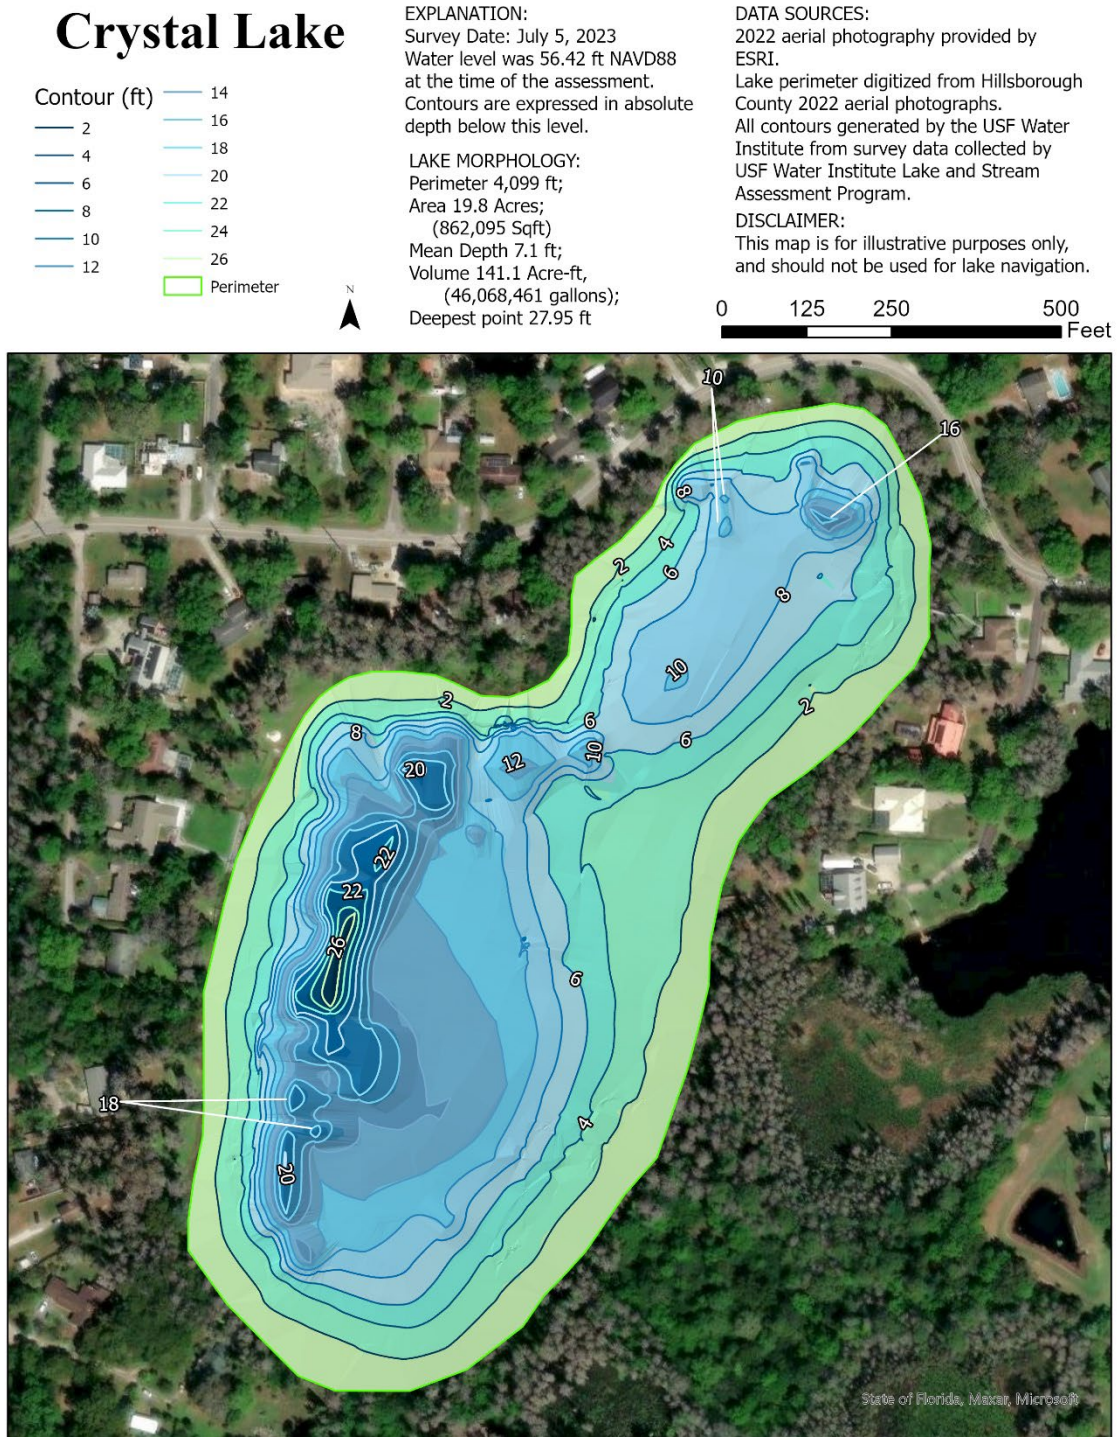 Crystal Lake
Contour (ft)
2
4
6
8
10
12
14
16
18
20
22
24
26
Perimeter
N
EXPLANATION:
Survey Date: July 5, 2023
Water level was 56.42 ft NAVD88
at the time of the assessment.
Contours are expressed in absolute
depth below this level.
LAKE MORPHOLOGY:
Perimeter 4,099 ft;
Area 19.8 Acres;
(862,095 Sqft)
Mean Depth 7.1 ft;
Volume 141.1 Acre-ft,
(46,068,461 gallons);
Deepest point 27.95 ft
DATA SOURCES:
2022 aerial photography provided by
ESRI.
Lake perimeter digitized from Hillsborough
County 2022 aerial photographs.
All contours generated by the USF Water
Institute from survey data collected by
USF Water Institute Lake and Stream
Assessment Program.
DISCLAIMER:
This map is for illustrative purposes only,
and should not be used for lake navigation.
0 125 250 500
Feet
10
16
8
4
2
6
8
10
2
2
6
8
6
10
12
20
22
22
26
6
18
4
20
State of Florida, Maxar, Microsoft